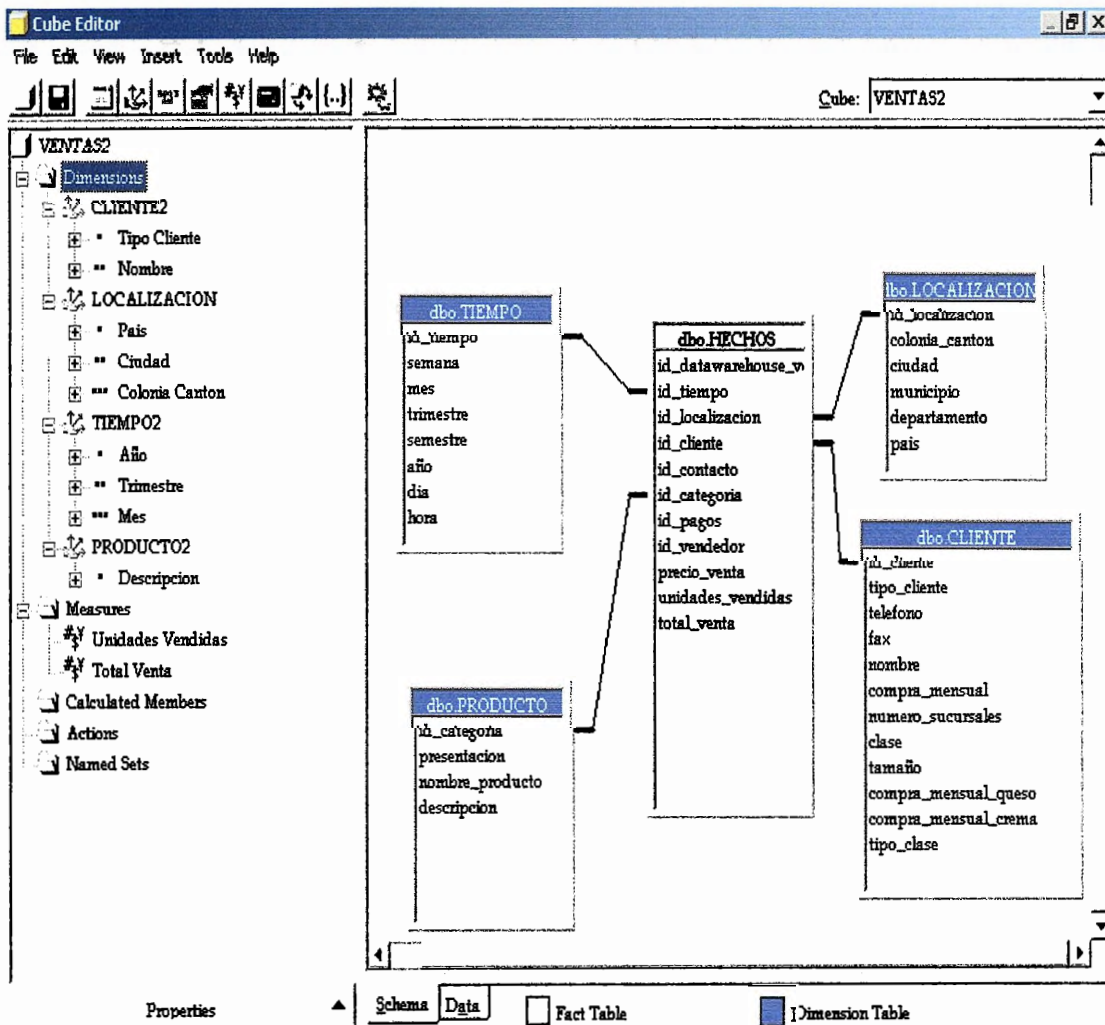 Cube Editor
File Edit View Insert Tools Help
Cube: VENTAS2
VENTAS2
Dimensions
CLIENTE2
Tipo Cliente
Nombre
LOCALIZACION
Pais
Ciudad
Colonia Canton
TIEMPO2
Año
Trimestre
Mes
PRODUCTO2
Descripcion
Measures
Unidades Vendidas
Total Venta
Calculated Members
Actions
Named Sets
Properties
dbo.TIEMPO
id_tiempo
semana
mes
trimestre
semestre
año
dia
hora
dbo.PRODUCTO
id_categoria
presentacion
nombre_producto
descripcion
dbo.HECHOS
id_datawarehouse_v
id_tiempo
id_localizacion
id_cliente
id_contacto
id_categoria
id_pagos
id_vendedor
precio_venta
unidades_vendidas
total_venta
dbo.LOCALIZACION
id_localizacion
colonia_canton
ciudad
municipio
departamento
pais
dbo.CLIENTE
id_cliente
tipo_cliente
telefono
fax
nombre
compra_mensual
numero_sucursales
clase
tamaño
compra_mensual_queso
compra_mensual_crema
tipo_clase
Schema Data Fact Table Dimension Table